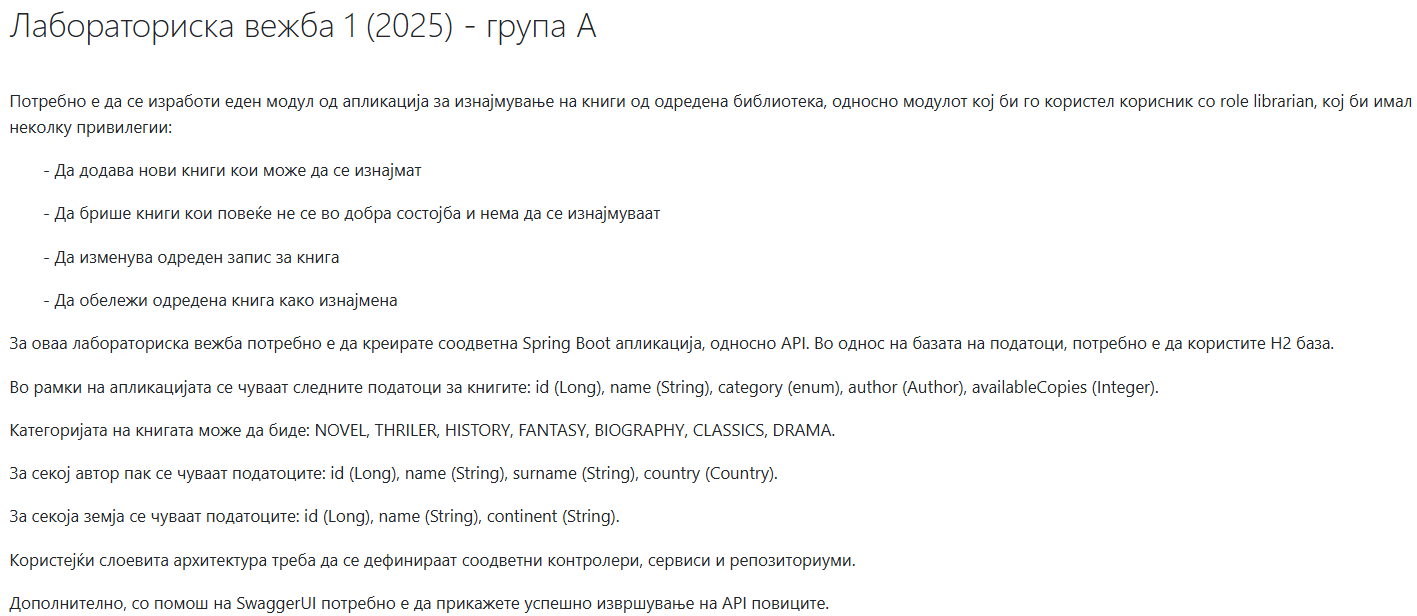 Лабораториска вежба 1 (2025) - група А
Потребно е да се изработи еден модул од апликација за изнајмување на книги од одредена библиотека, односно модулот кој би го користел корисник со role librarian, кој би имал
неколку привилегии:
- Да додава нови книги кои може да се изнајмат
- Да брише книги кои повеќе не се во добра состојба и нема да се изнајмуваат
- Да изменува одреден запис за книга
- Да обележи одредена книга како изнајмена
За оваа лабораториска вежба потребно е да креирате соодветна Spring Boot апликација, односно API. Во однос на базата на податоци, потребно е да користите H2 база.
Во рамки на апликацијата се чуваат следните податоци за книгите: id (Long), name (String), category (enum), author (Author), availableCopies (Integer).
Категоријата на книгата може да биде: NOVEL, THRILER, HISTORY, FANTASY, BIOGRAPHY, CLASSICS, DRAMA.
За секој автор пак се чуваат податоците: id (Long), name (String), surname (String), country (Country).
За секоја земја се чуваат податоците: id (Long), name (String), continent (String).
Користејќи слоевита архитектура треба да се дефинираат соодветни контролери, сервиси и репозиториуми.
Дополнително, со помош на SwaggerUI потребно е да прикажете успешно извршување на API повиците.